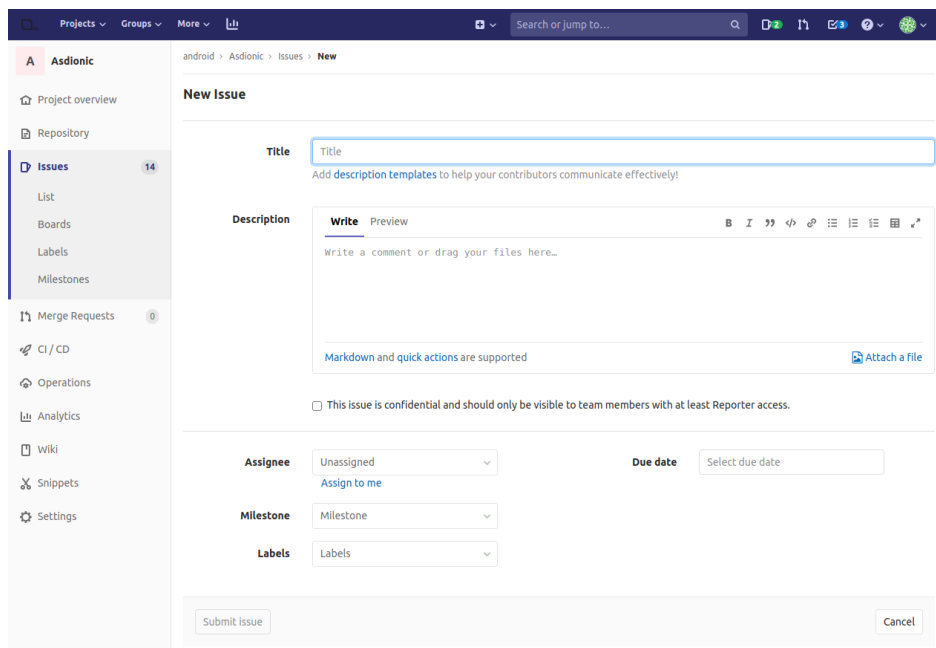 Projects Groups More Search or jump to... 2 3
A Asdionic
android > Asdionic > Issues > New
Project overview
Repository
Issues 14
List
Boards
Labels
Milestones
Merge Requests 0
CI / CD
Operations
Analytics
Wiki
Snippets
Settings
New Issue
Title Title
Add description templates to help your contributors communicate effectively!
Description Write Preview
Write a comment or drag your files here…
Markdown and quick actions are supported Attach a file
This issue is confidential and should only be visible to team members with at least Reporter access.
Assignee Unassigned Due date Select due date
Assign to me
Milestone Milestone
Labels Labels
Submit issue Cancel